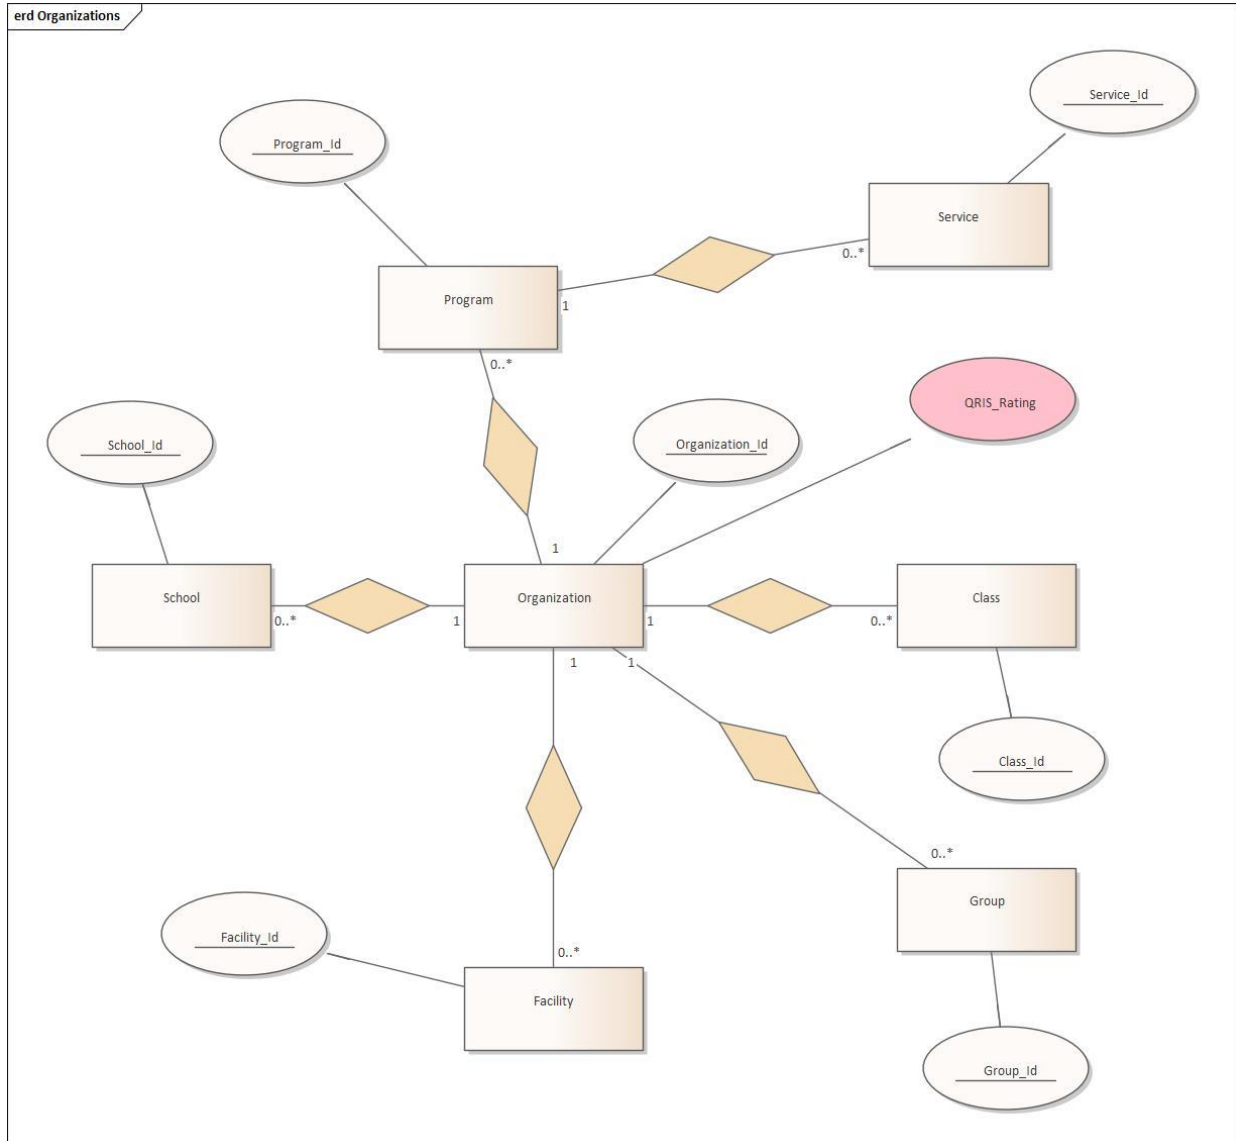 erd Organizations
Service_Id
Program_Id
Service
0..*
Program
1
0..*
QRIS_Rating
School_Id
Organization_Id
1
School
Organization
Class
0..*
1
1
0..*
1
1
Class_Id
0..*
Group
Facility_Id
0..*
Facility
Group_Id